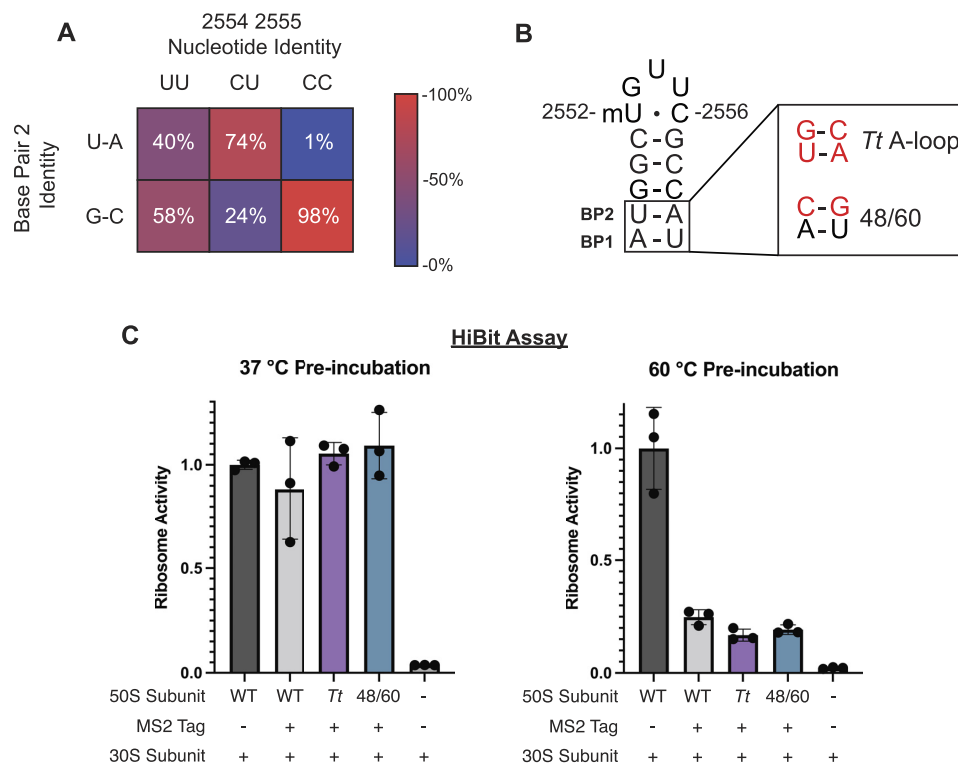 A
2554 2555
Nucleotide Identity
UU CU CC
Base Pair 2
Identity
U-A 40% 74% 1%
G-C 58% 24% 98%
-100%
-50%
-0%
B
U
G U
2552- mU · C -2556
C G
G C
G C
BP2 U - A
BP1 A - U
G-C
U-A
Tt A-loop
C-G
A-U
48/60
C
HiBit Assay
37 °C Pre-incubation
Ribosome Activity
1.0
0.5
0.0
50S Subunit WT WT Tt 48/60 -
MS2 Tag - + + + -
30S Subunit + + + + +
60 °C Pre-incubation
Ribosome Activity
1.0
0.5
0.0
50S Subunit WT WT Tt 48/60 -
MS2 Tag - + + + -
30S Subunit + + + + +